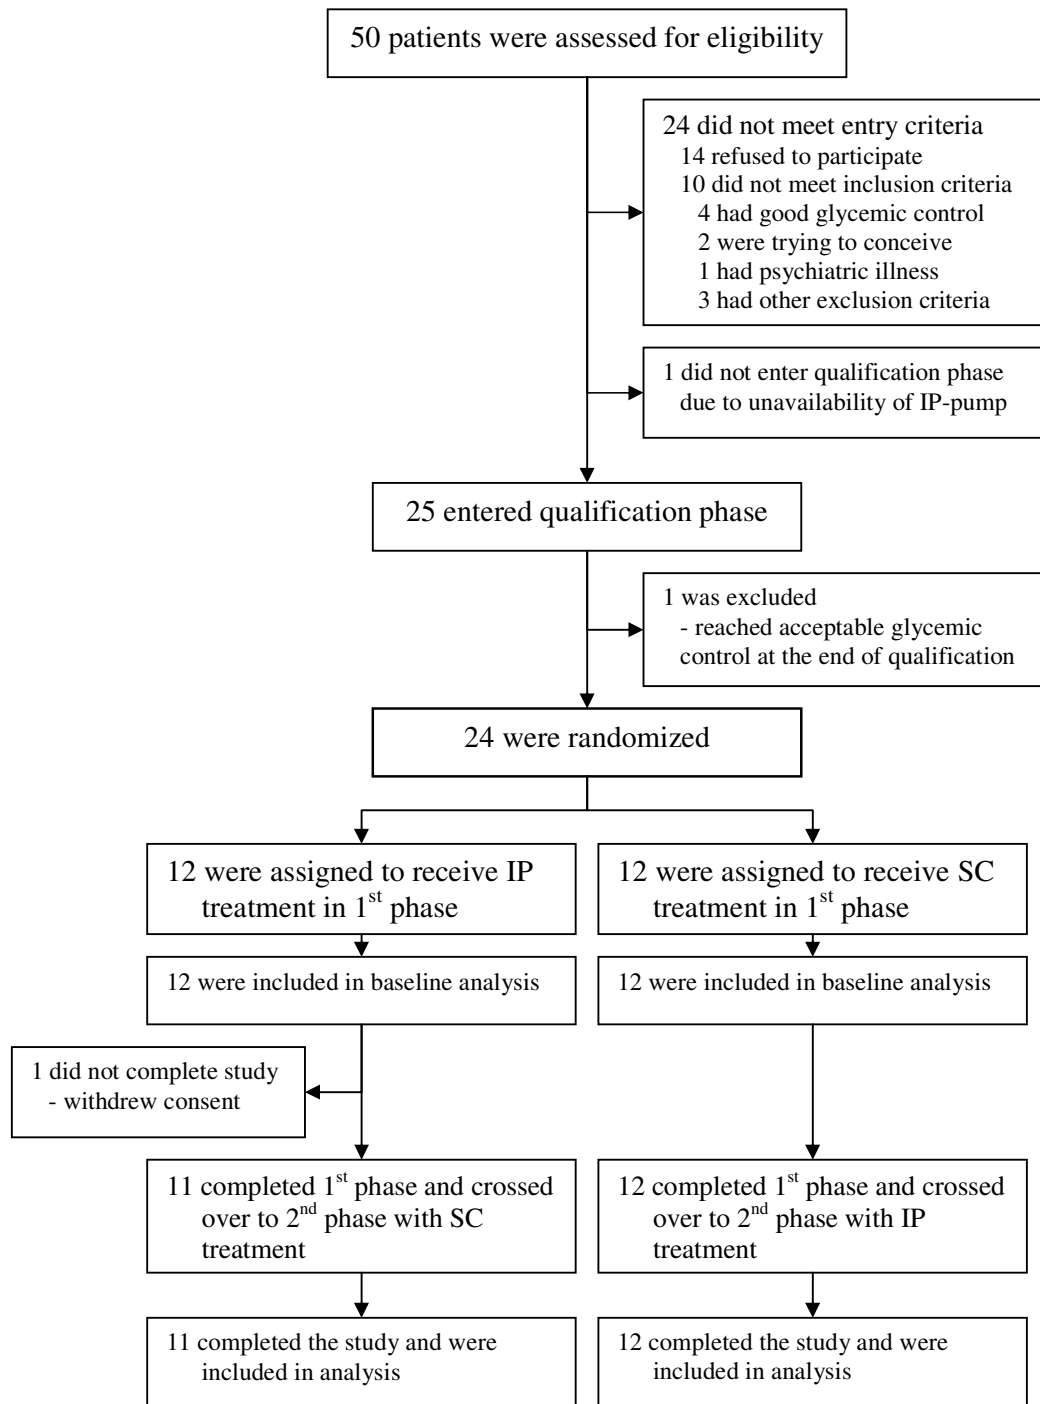 50 patients were assessed for eligibility
24 did not meet entry criteria
14 refused to participate
10 did not meet inclusion criteria
4 had good glycemic control
2 were trying to conceive
1 had psychiatric illness
3 had other exclusion criteria
1 did not enter qualification phase
due to unavailability of IP-pump
25 entered qualification phase
1 was excluded
- reached acceptable glycemic
control at the end of qualification
24 were randomized
12 were assigned to receive IP
treatment in 1st phase
12 were assigned to receive SC
treatment in 1st phase
12 were included in baseline analysis
12 were included in baseline analysis
1 did not complete study
- withdrew consent
11 completed 1st phase and crossed
over to 2nd phase with SC
treatment
12 completed 1st phase and crossed
over to 2nd phase with IP
treatment
11 completed the study and were
included in analysis
12 completed the study and were
included in analysis